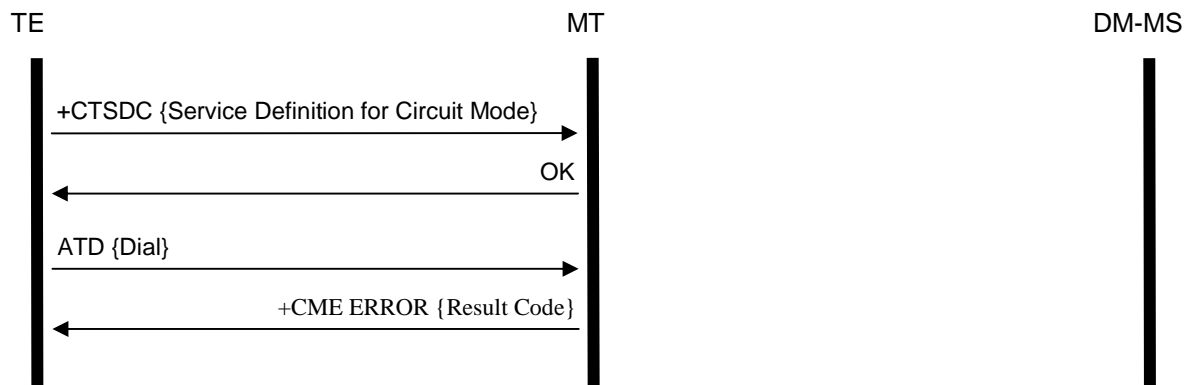 TE MT DM-MS
+CTSDC {Service Definition for Circuit Mode}
OK
ATD {Dial}
+CME ERROR {Result Code}